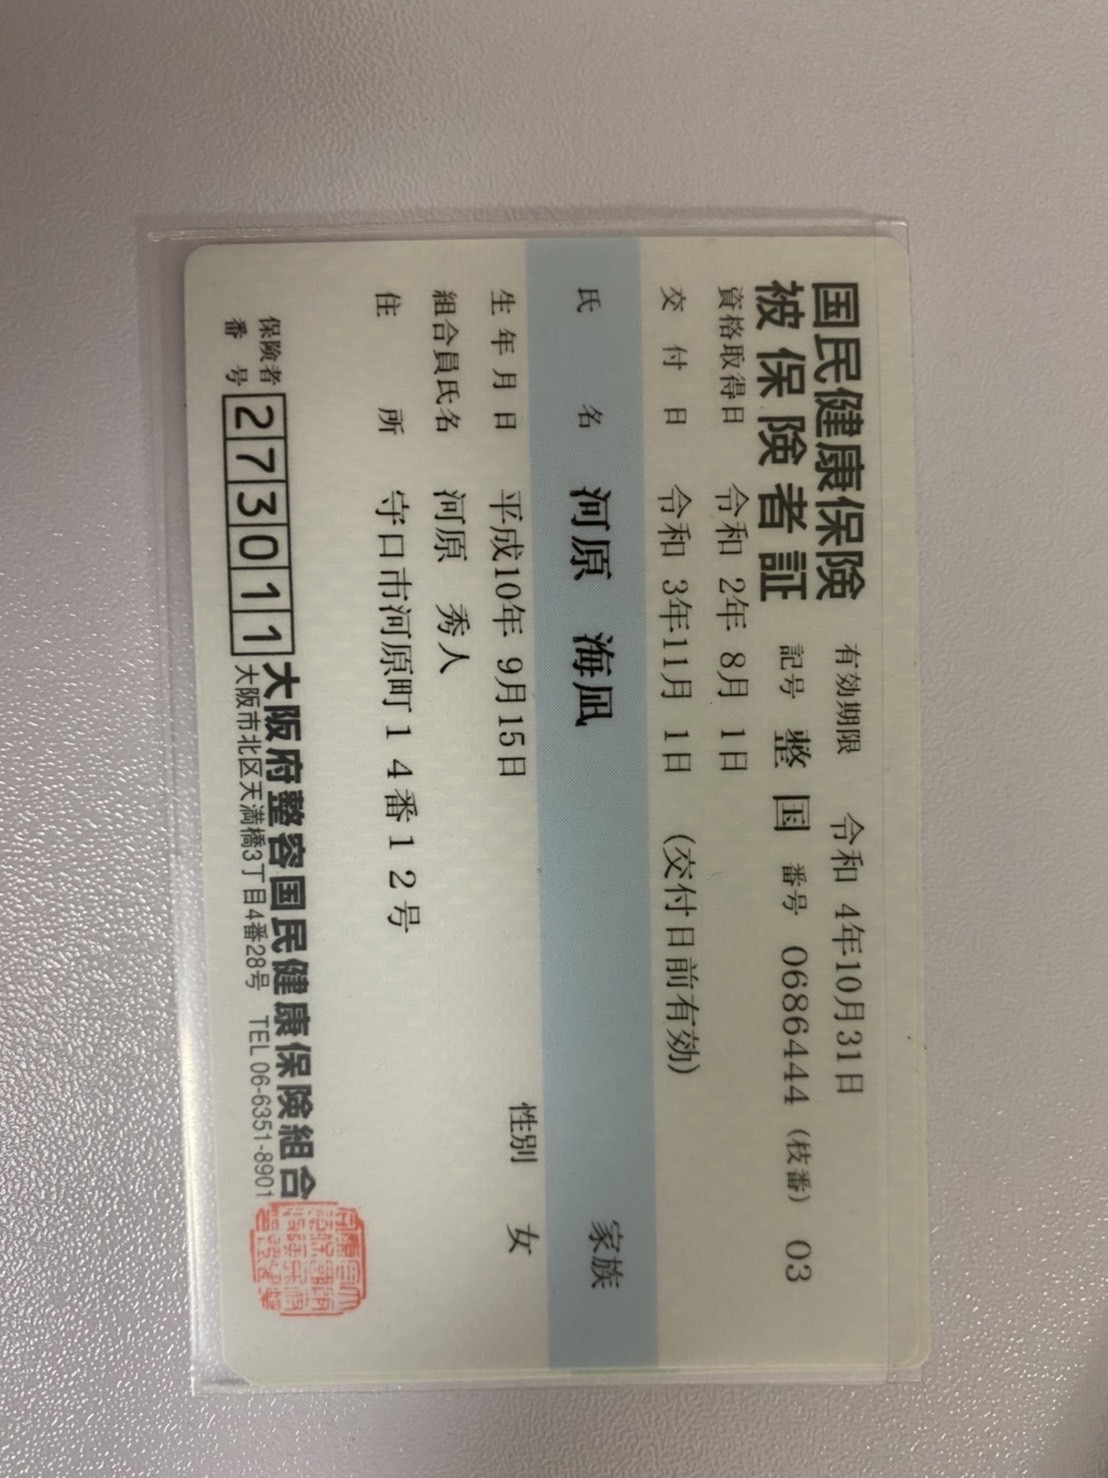 国民健康保険
被保険者証
有効期限 令和 4年10月31日
記号 整国 番号 0686444 (枝番) 03
資格取得日 令和 2年 8月 1日
交付日 令和 3年11月 1日 (交付日前有効)
氏名 河原 海凪 家族
生年月日 平成10年 9月15日 性別 女
組合員氏名 河原 秀人
住所 守口市河原町14番12号
保険者番号 273011 大阪府整容国民健康保険組合
大阪市北区天満橋3丁目4番28号 TEL 06-6351-8901